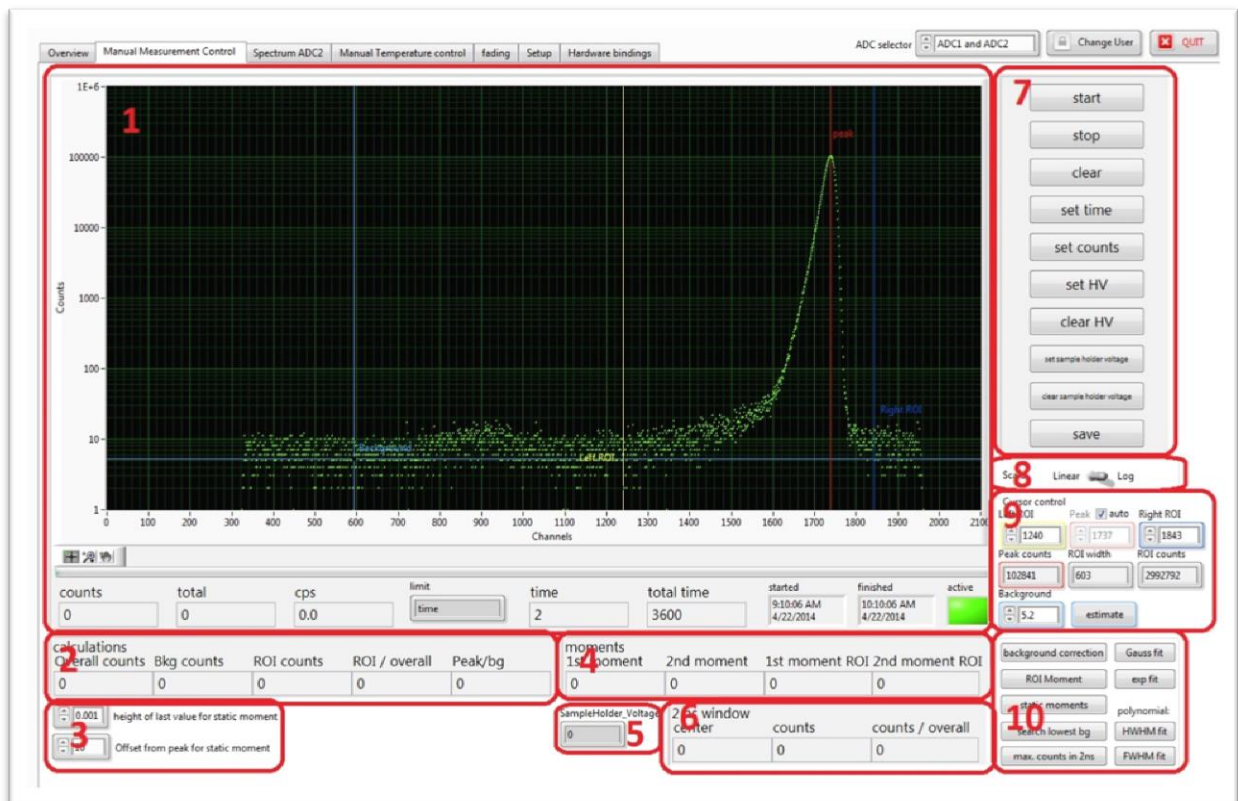 Overview Manual Measurement Control Spectrum ADC2 Manual Temperature control fading Setup Hardware bindings
ADC selector ADC1 and ADC2 Change User QUIT
1
1E+6
100000
10000
1000
100
10
1
Counts
peak
Right ROI
Background
Left ROI
0 100 200 300 400 500 600 700 800 900 1000 1100 1200 1300 1400 1500 1600 1700 1800 1900 2000 2100
Channels
counts total cps limit time total time started finished active
0 0 0.0 time 2 3600 9:10:06 AM 10:10:06 AM
4/22/2014 4/22/2014
7
start
stop
clear
set time
set counts
set HV
clear HV
set sample holder voltage
clear sample holder voltage
save
8
Linear Log
9
Cursor control
Left ROI Peak auto Right ROI
1240 1737 1843
Peak counts ROI width ROI counts
102841 603 2992792
Background
5.2 estimate
2
calculations
Overall counts Bkg counts ROI counts ROI / overall Peak/bg
0 0 0 0 0
4
moments
1st moment 2nd moment 1st moment ROI 2nd moment ROI
0 0 0 0
3
0.001 height of last value for static moment
Offset from peak for static moment
5
SampleHolder_Voltage
0
6
window
center counts counts / overall
0 0 0
10
background correction Gauss fit
ROI Moment exp fit
static moments polynomial:
search lowest bg HWHM fit
max. counts in 2ns FWHM fit